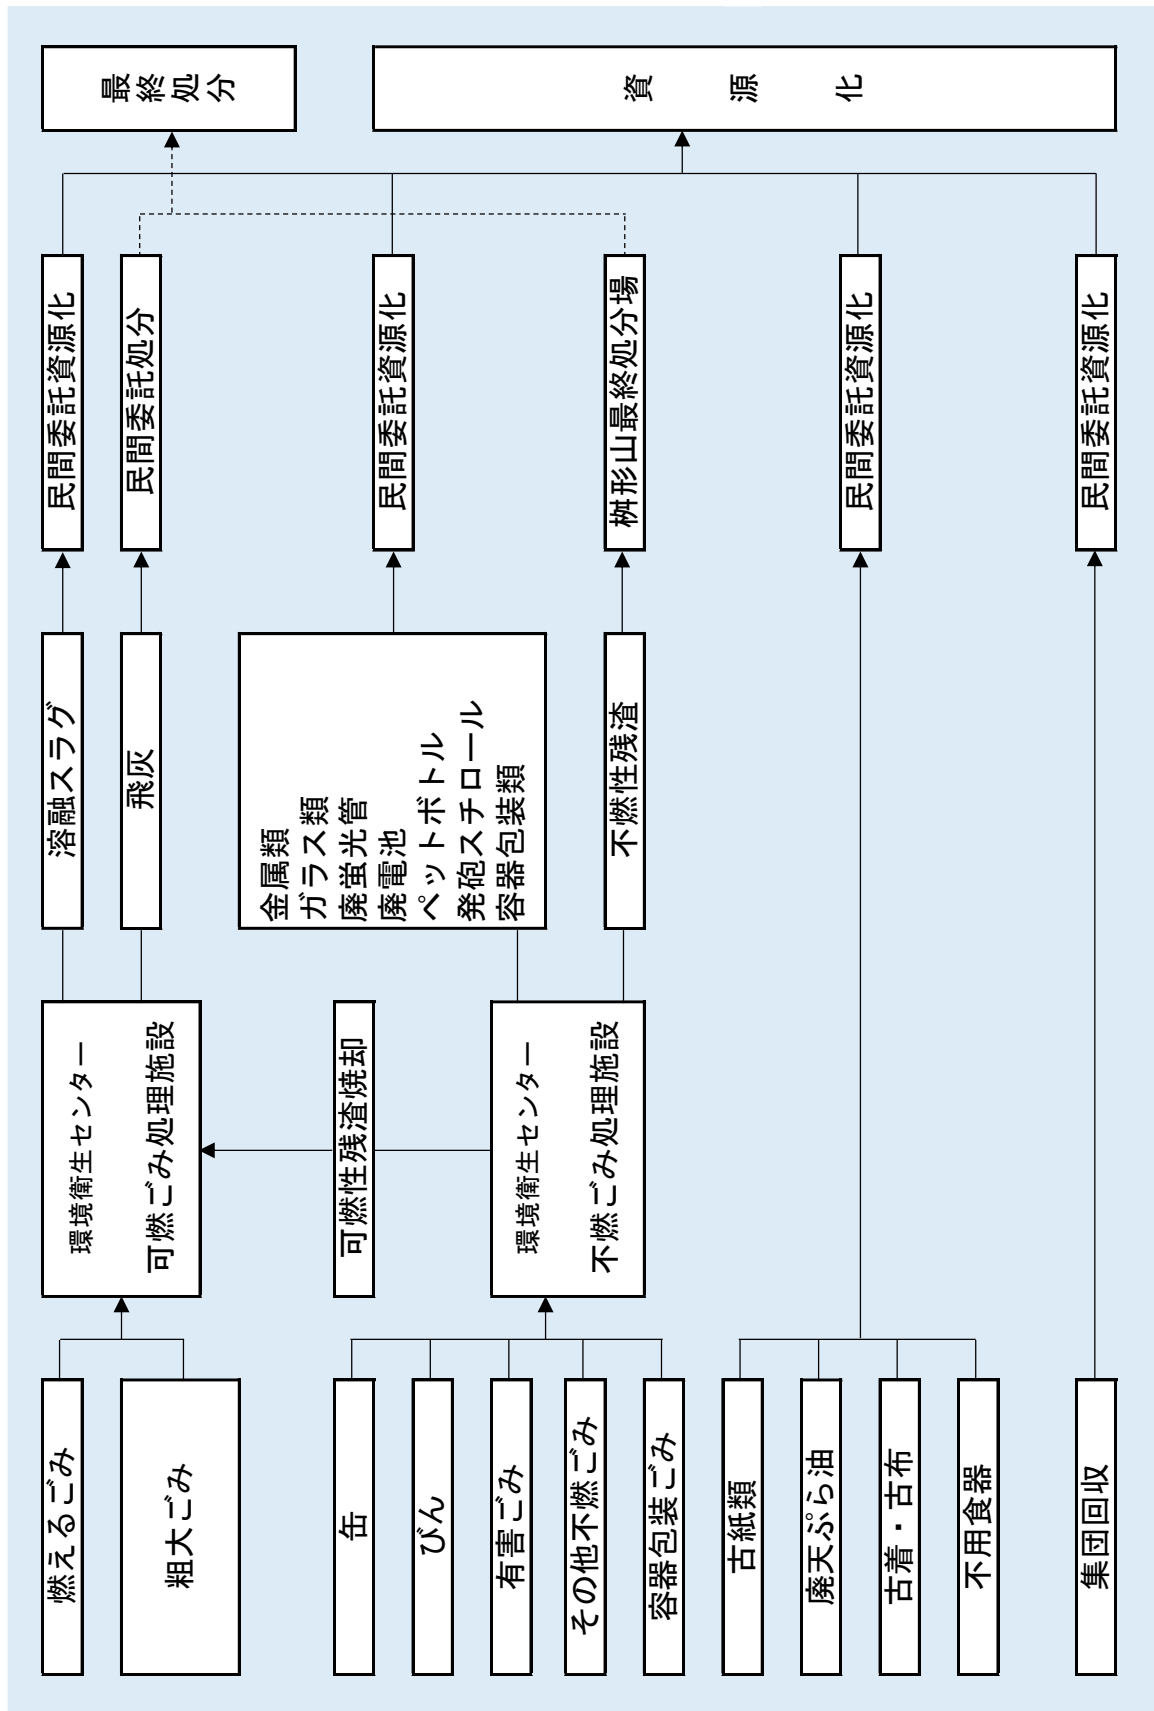 燃えるごみ
粗大ごみ
缶
びん
有害ごみ
その他不燃ごみ
容器包装ごみ
古紙類
廃天ぷら油
古着・古布
不用食器
集団回収
環境衛生センター
可燃ごみ処理施設
可燃性残渣焼却
環境衛生センター
不燃ごみ処理施設
溶融スラグ
飛灰
金属類
ガラス類
廃蛍光管
廃電池
ペットボトル
発砲スチロール
容器包装類
不燃性残渣
民間委託資源化
民間委託処分
民間委託資源化
桝形山最終処分場
民間委託資源化
民間委託資源化
最終処分
資源化